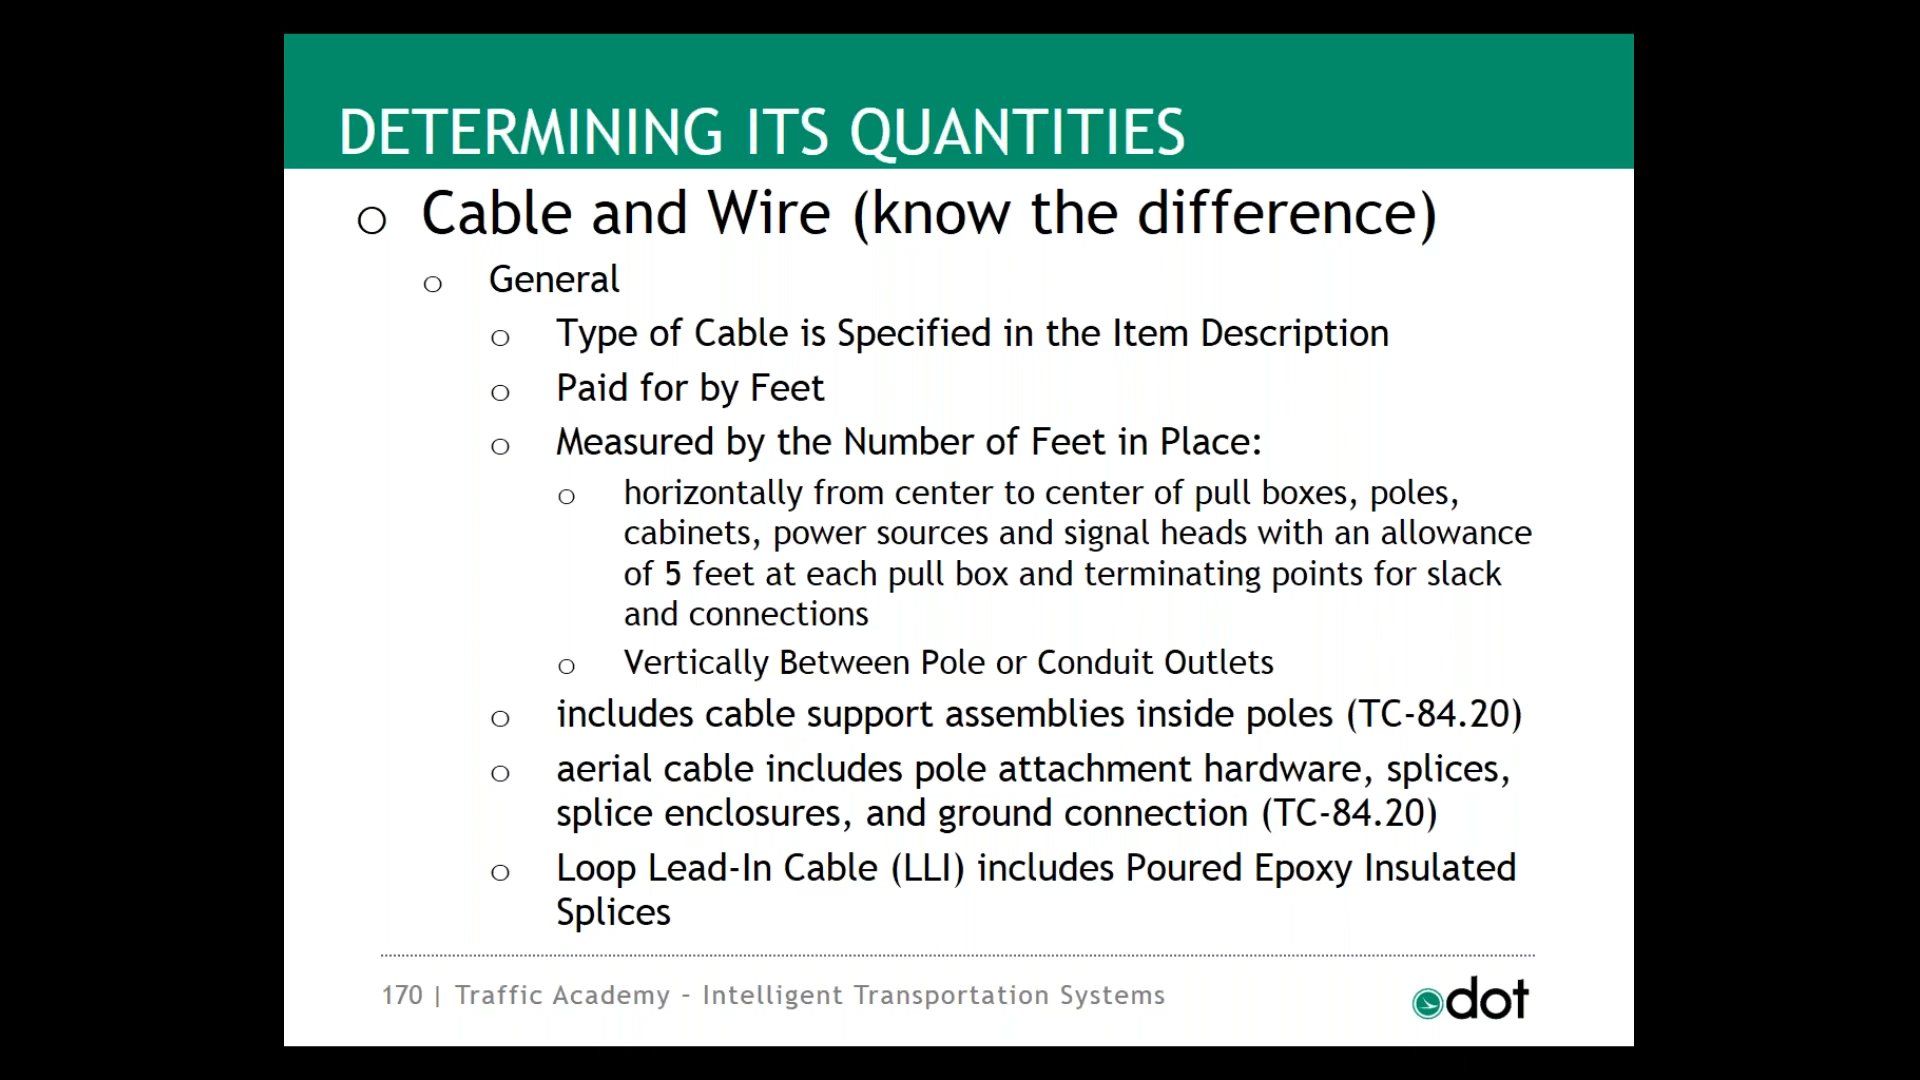 DETERMINING ITS QUANTITIES
o Cable and Wire (know the difference)
o General
o Type of Cable is Specified in the Item Description
o Paid for by Feet
o Measured by the Number of Feet in Place:
o horizontally from center to center of pull boxes, poles,
cabinets, power sources and signal heads with an allowance
of 5 feet at each pull box and terminating points for slack
and connections
o Vertically Between Pole or Conduit Outlets
o includes cable support assemblies inside poles (TC-84.20)
o aerial cable includes pole attachment hardware, splices,
splice enclosures, and ground connection (TC-84.20)
o Loop Lead-In Cable (LLI) includes Poured Epoxy Insulated
Splices
170 | Traffic Academy - Intelligent Transportation Systems
odot